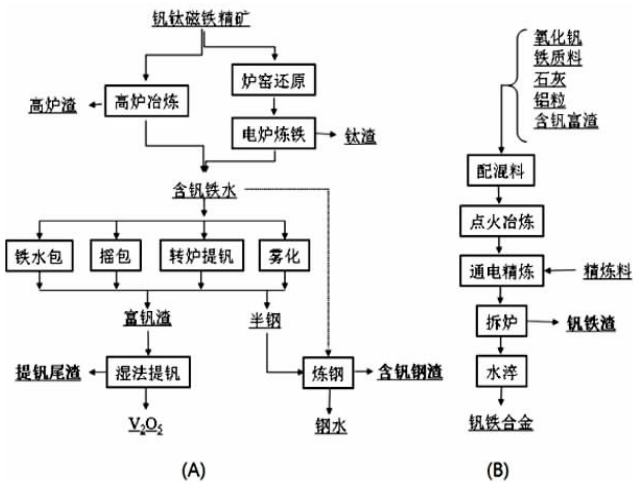 钒钛磁铁精矿
高炉渣
高炉冶炼
炉窑还原
电炉炼铁
钛渣
含钒铁水
铁水包
摇包
转炉提钒
雾化
富钒渣
半钢
提钒尾渣
湿法提钒
炼钢
含钒钢渣
V₂O₅
钢水
(A)
氧化钒
铁质料
石灰
铝粒
含钒富渣
配混料
点火冶炼
通电精炼
精炼料
拆炉
钒铁渣
水淬
钒铁合金
(B)